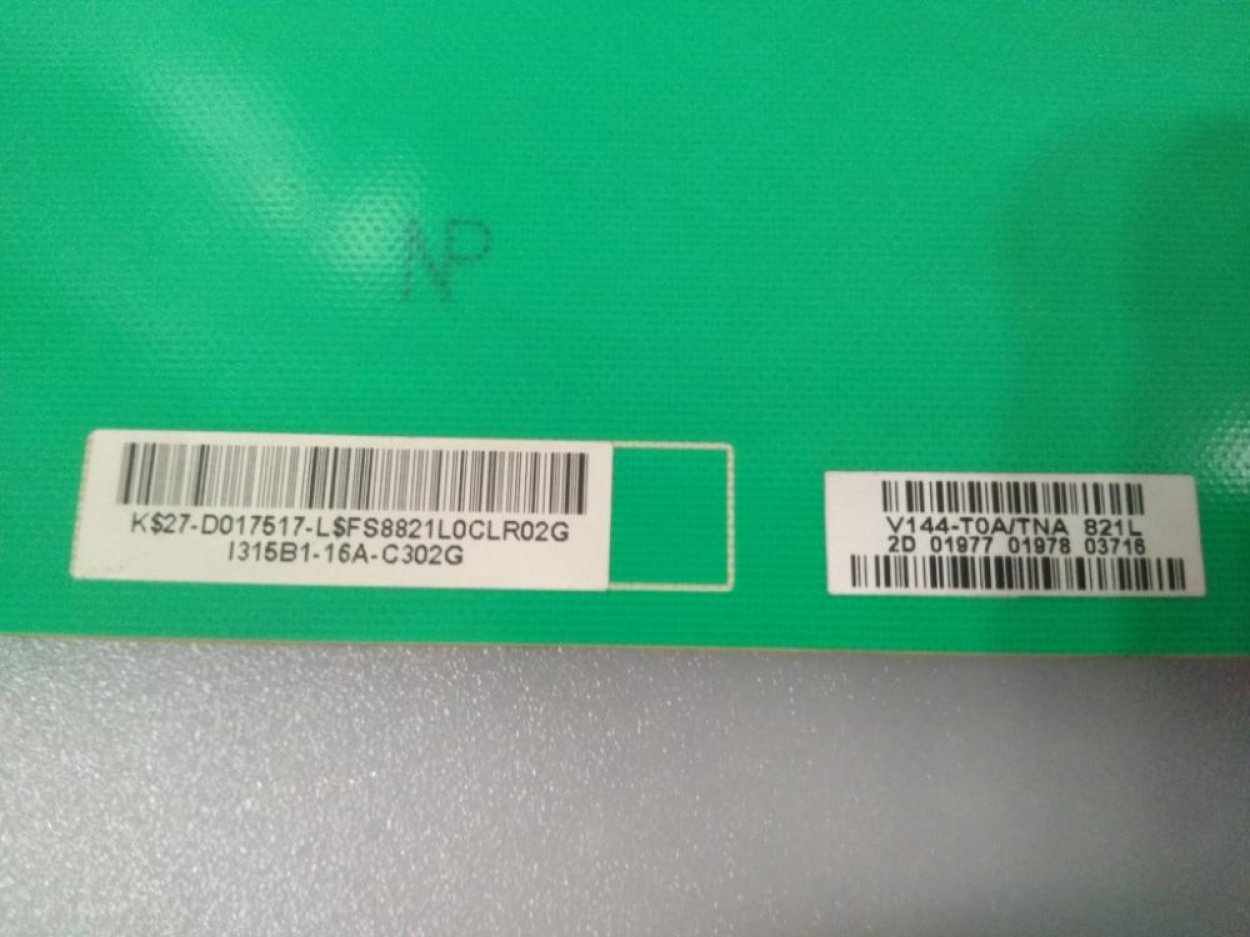 NP
K$27-D017517-L$FS8821L0CLR02G
I315B1-16A-C302G
V144-T0A/TNA 821L
2D 01977 01978 03716